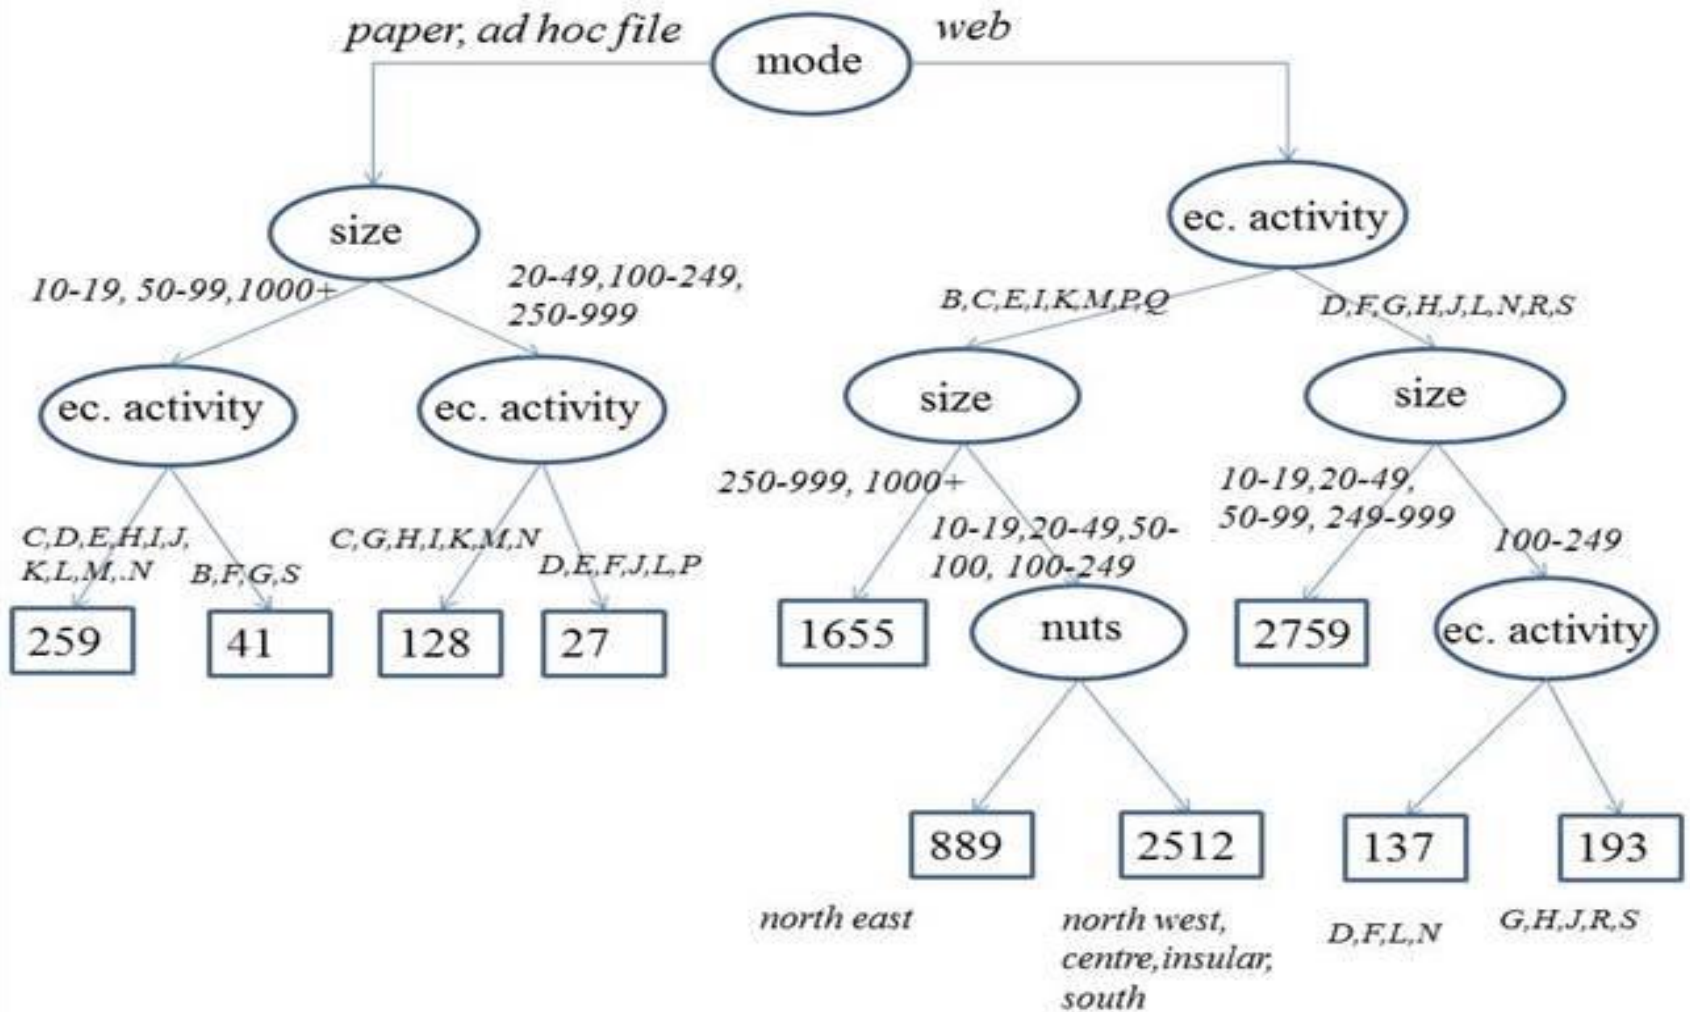 paper, ad hoc file
mode
web
size
ec. activity
10-19, 50-99,1000+
20-49,100-249,
250-999
B,C,E,I,K,M,P,Q
D,F,G,H,J,L,N,R,S
ec. activity
ec. activity
size
size
250-999, 1000+
10-19,20-49,50-
100, 100-249
10-19,20-49,
50-99, 249-999
100-249
C,D,E,H,I,J,
K,L,M,.N
B,F,G,S
C,G,H,I,K,M,N
D,E,F,J,L,P
259
41
128
27
1655
nuts
2759
ec. activity
889
2512
137
193
north east
north west,
centre,insular,
south
D,F,L,N
G,H,J,R,S